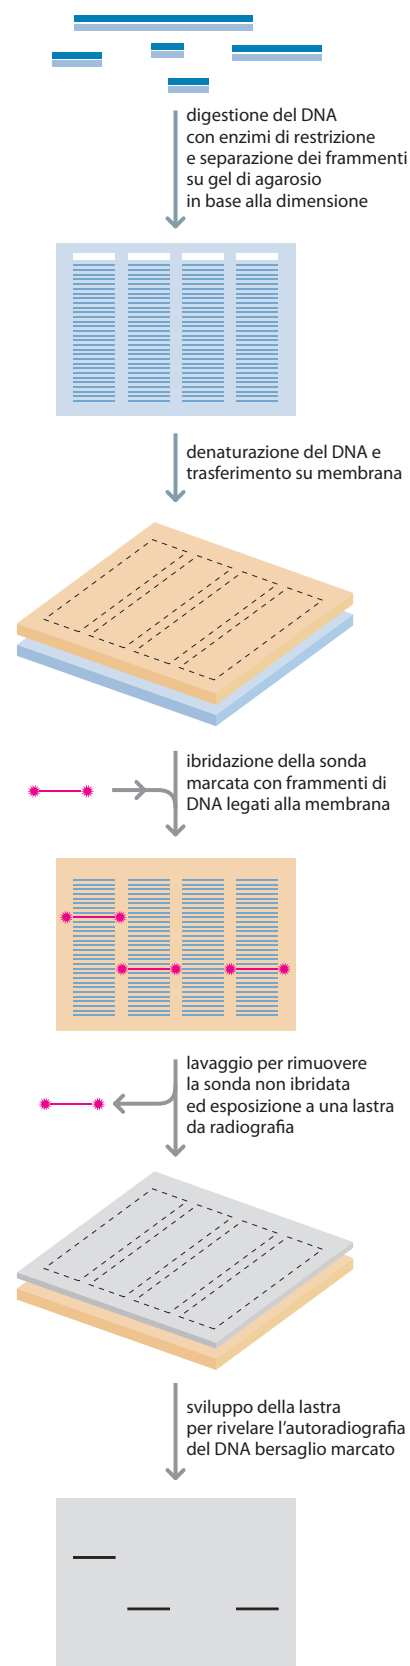 digestione del DNA
con enzimi di restrizione
e separazione dei frammenti
su gel di agarosio
in base alla dimensione
denaturazione del DNA e
trasferimento su membrana
ibridazione della sonda
marcata con frammenti di
DNA legati alla membrana
lavaggio per rimuovere
la sonda non ibridata
ed esposizione a una lastra
da radiografia
sviluppo della lastra
per rivelare l’autoradiografia
del DNA bersaglio marcato